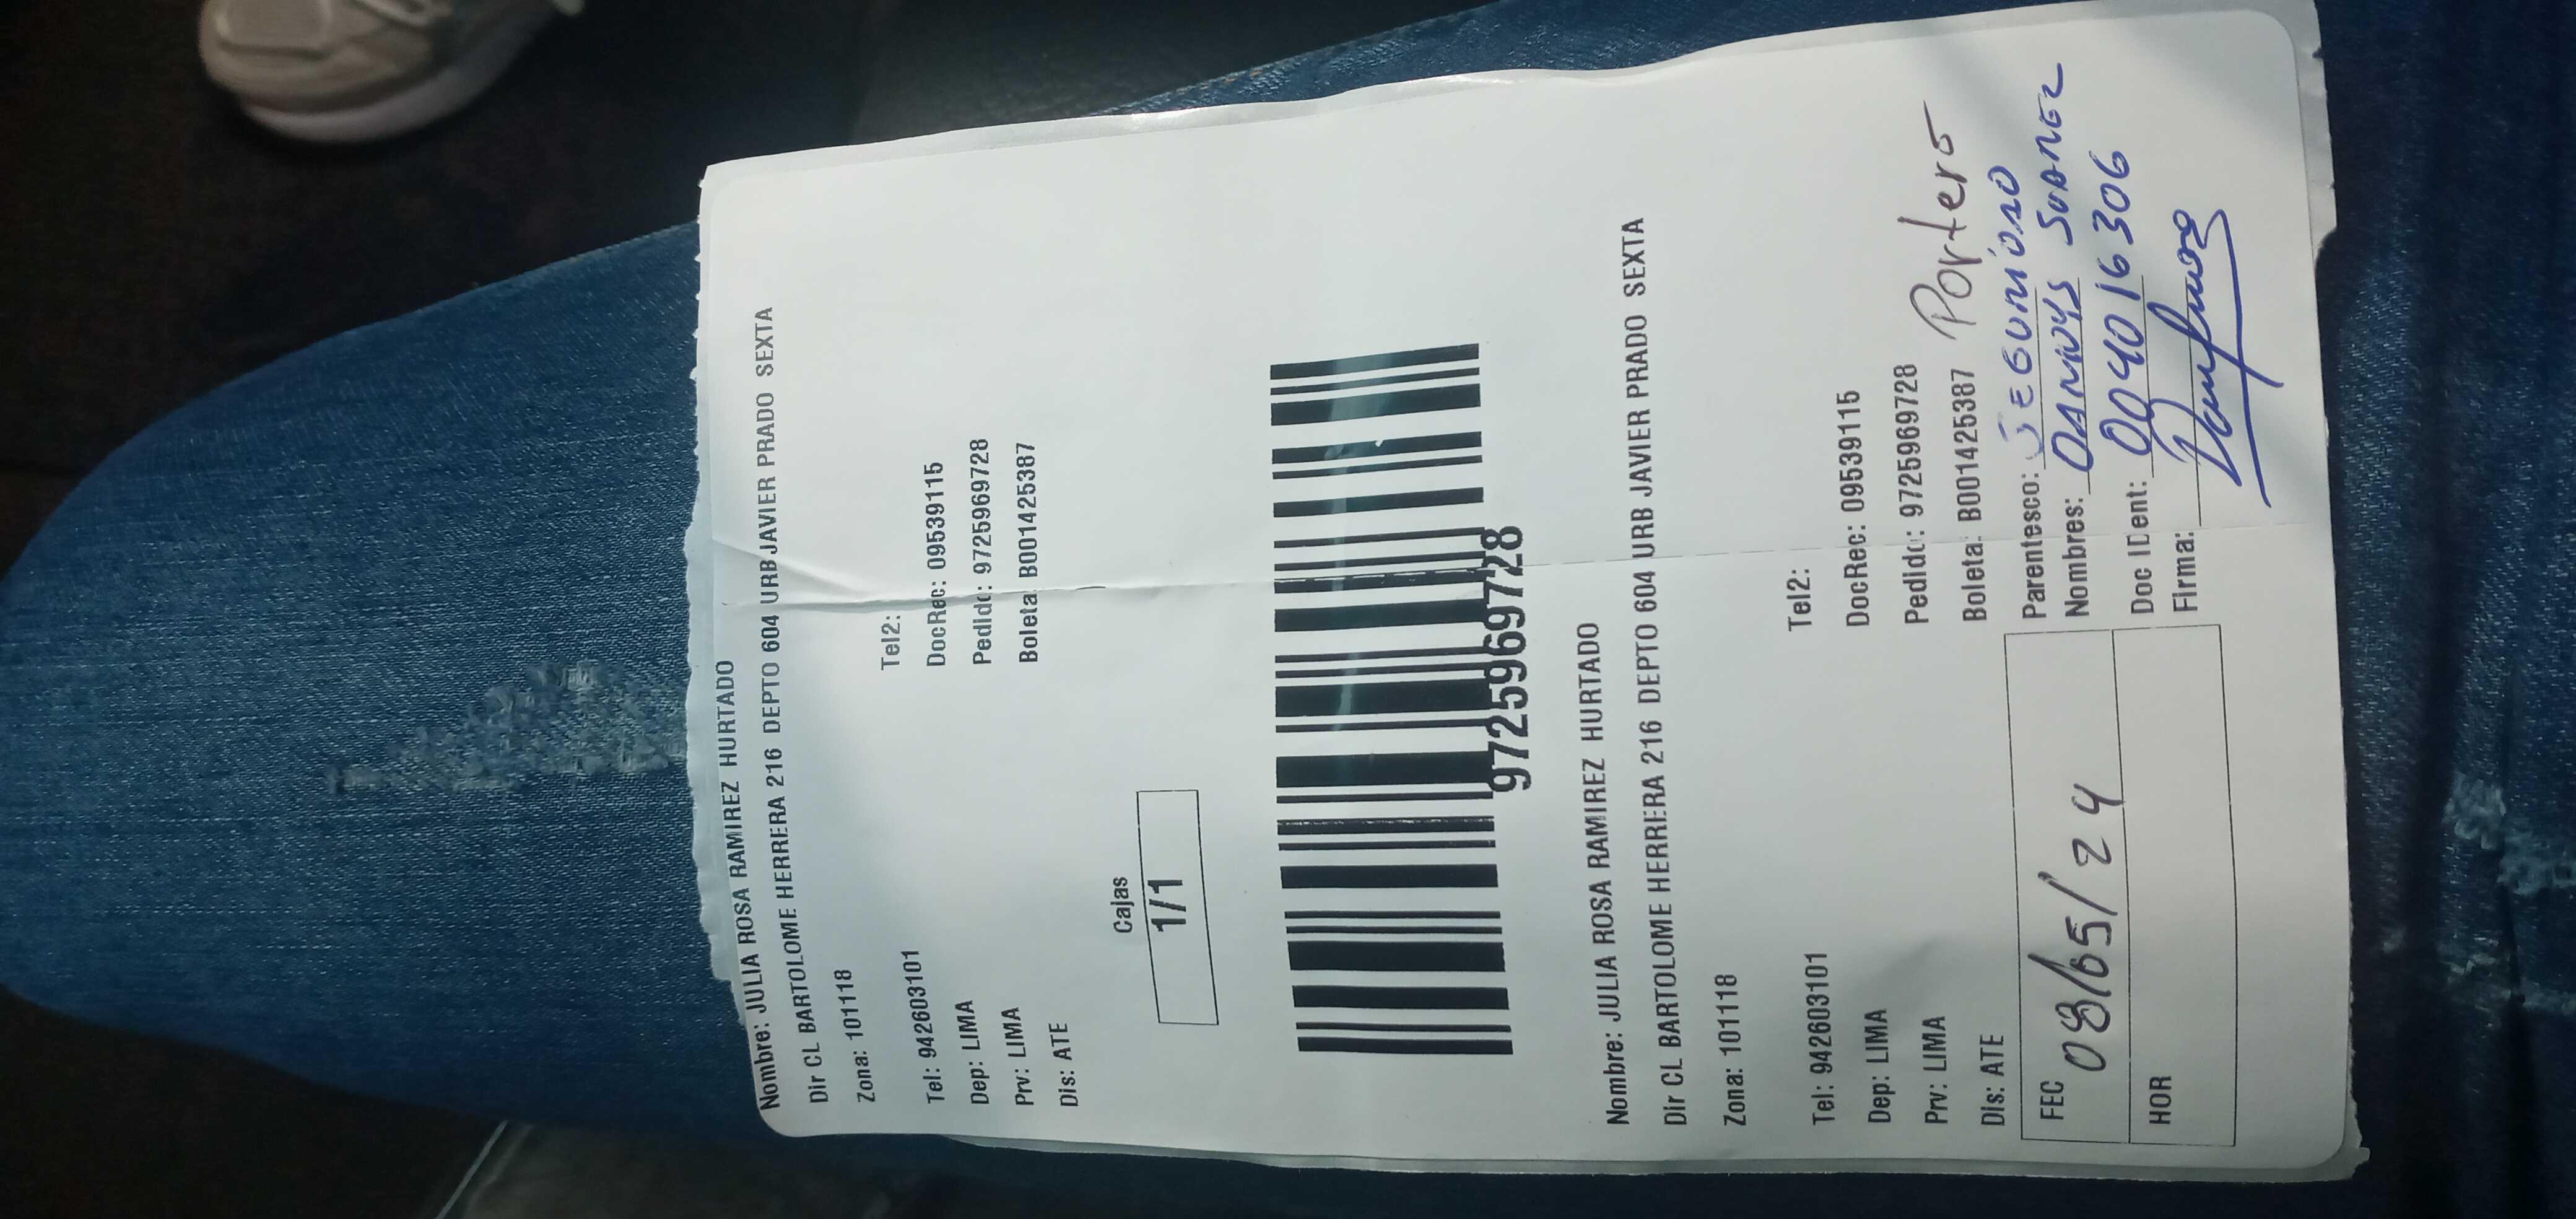 Nombre: JULIA ROSA RAMIREZ HURTADO
Dir CL BARTOLOME HERRERA 216 DEPTO 604 URB JAVIER PRADO SEXTA
Zona: 101118
Tel: 942603101 Tel2:
Dep: LIMA DocRec: 09539115
Prv: LIMA Pedido: 9725969728
Dis: ATE Boleta: B001425387
Cajas
1/1
9725969728
Nombre: JULIA ROSA RAMIREZ HURTADO
Dir CL BARTOLOME HERRERA 216 DEPTO 604 URB JAVIER PRADO SEXTA
Zona: 101118
Tel: 942603101 Tel2:
Dep: LIMA DocRec: 09539115
Prv: LIMA Pedido: 9725969728
Dis: ATE Boleta: B001425387 Portero
FEC 08/05/24
Parentesco:
Nombres:
HOR
Doc IDent: 004016306
Firma: